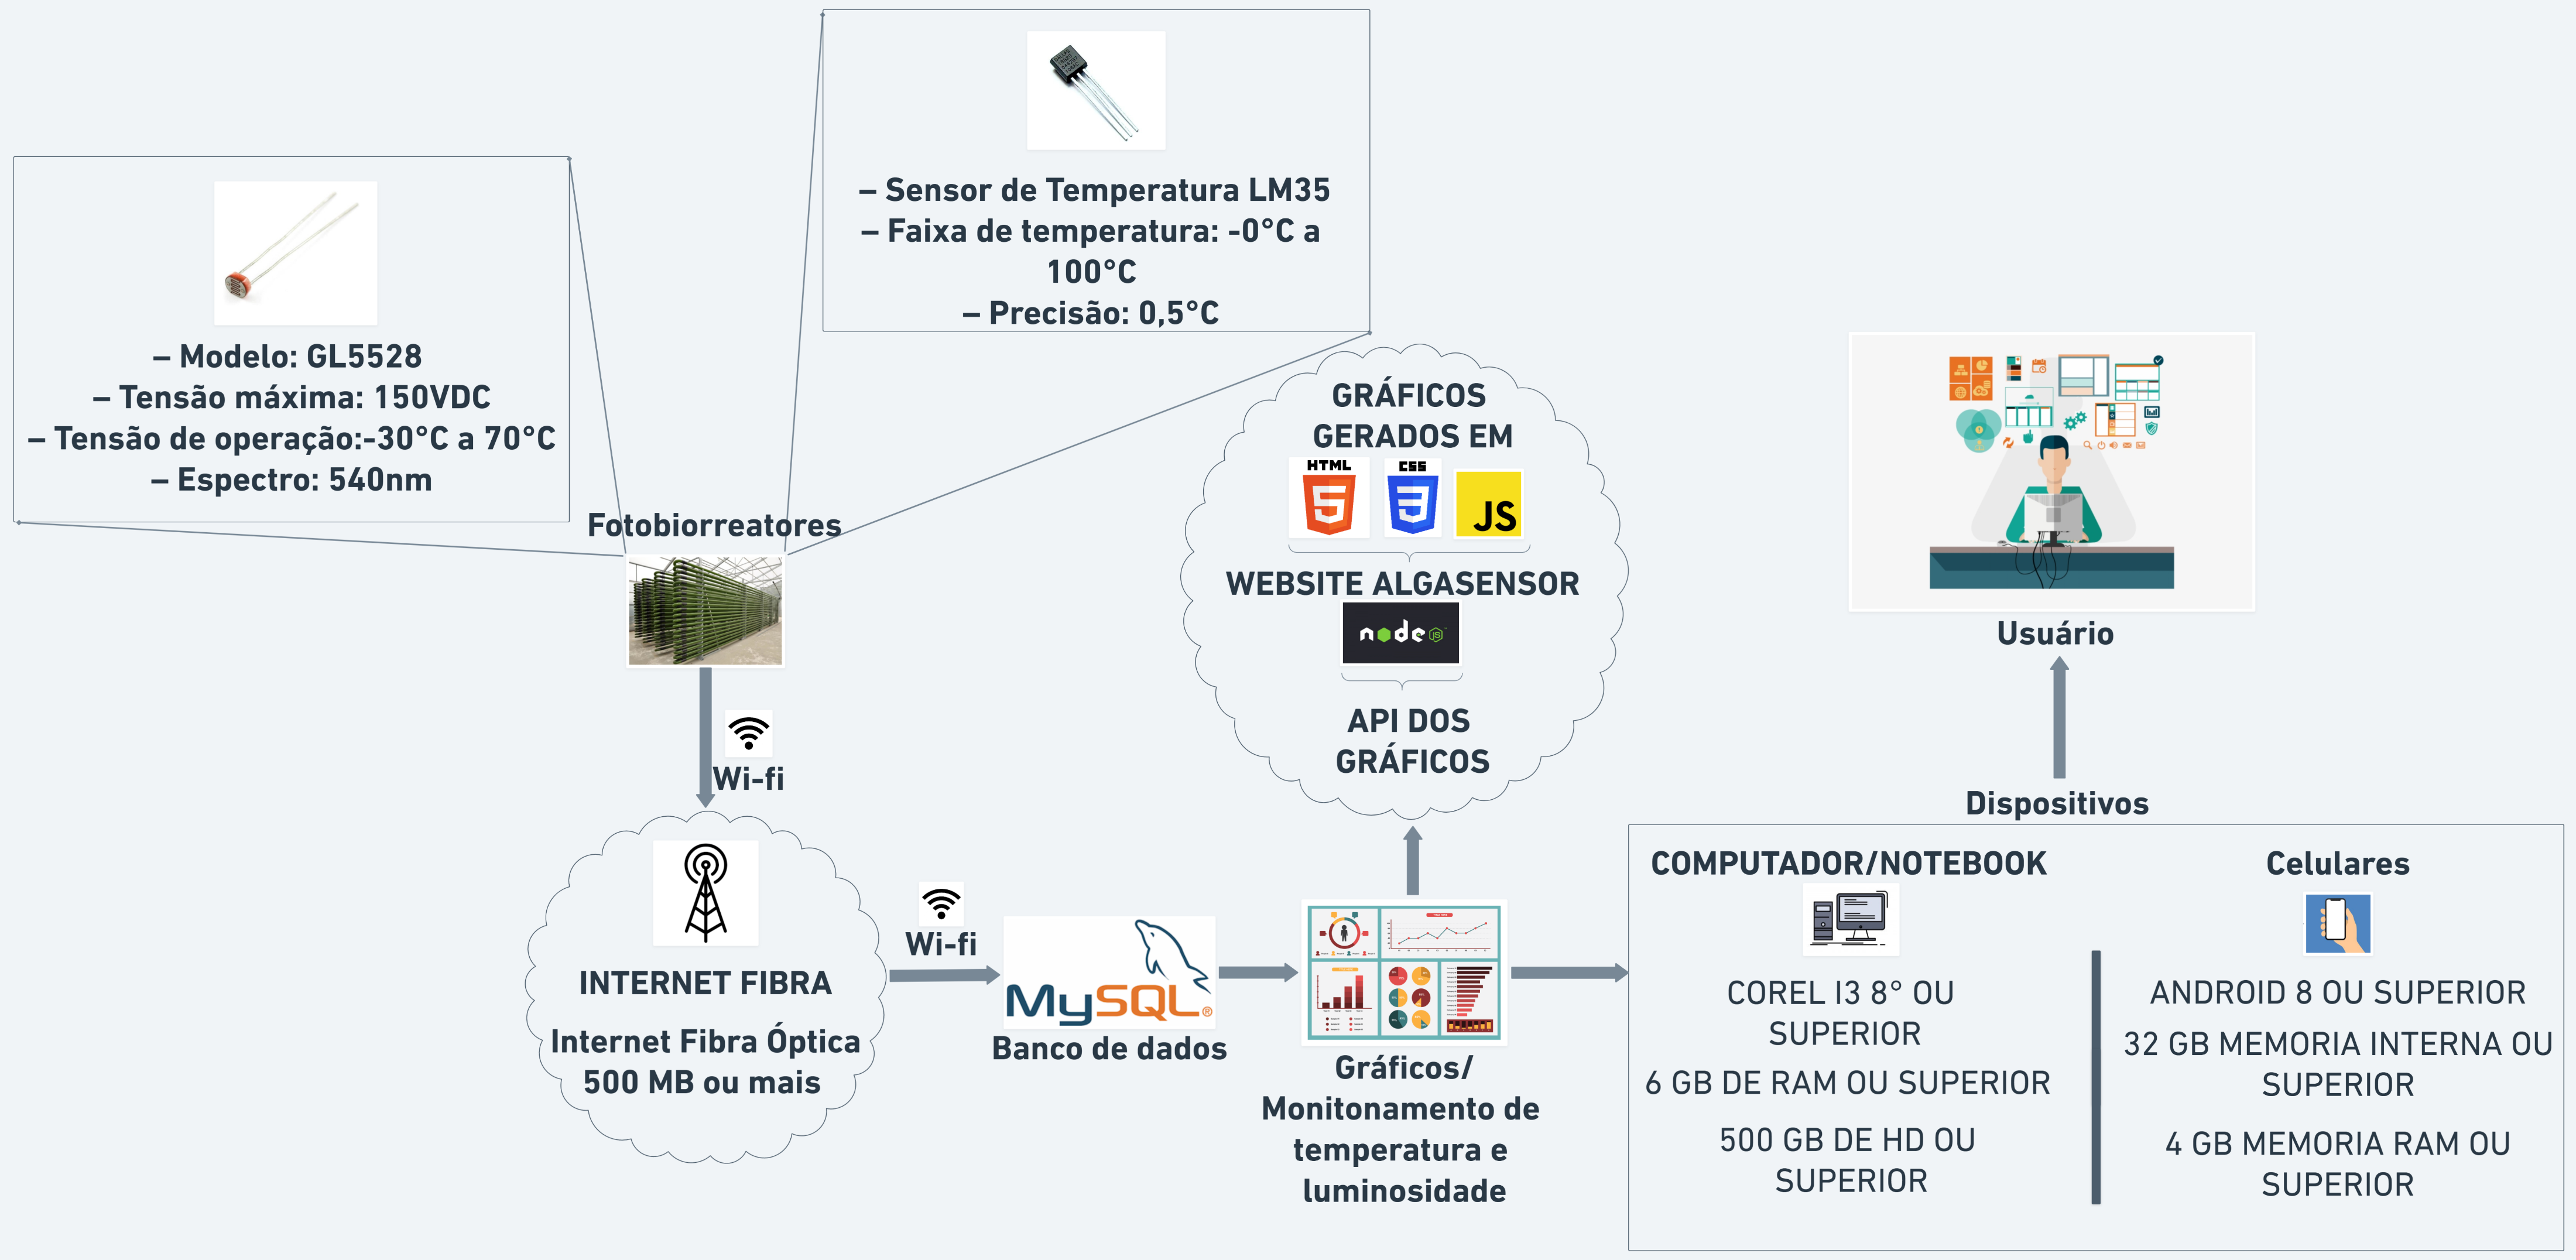 – Sensor de Temperatura LM35
– Faixa de temperatura: -0°C a
100°C
– Precisão: 0,5°C
– Modelo: GL5528
– Tensão máxima: 150VDC
– Tensão de operação:-30°C a 70°C
– Espectro: 540nm
Fotobiorreatores
Wi-fi
INTERNET FIBRA
Internet Fibra Óptica
500 MB ou mais
Wi-fi
MySQL®
Banco de dados
Gráficos/
Monitonamento de
temperatura e
luminosidade
GRÁFICOS
GERADOS EM
HTML
CSS
JS
WEBSITE ALGASENSOR
node JS
API DOS
GRÁFICOS
Usuário
Dispositivos
COMPUTADOR/NOTEBOOK
COREL I3 8° OU
SUPERIOR
6 GB DE RAM OU SUPERIOR
500 GB DE HD OU
SUPERIOR
Celulares
ANDROID 8 OU SUPERIOR
32 GB MEMORIA INTERNA OU
SUPERIOR
4 GB MEMORIA RAM OU
SUPERIOR